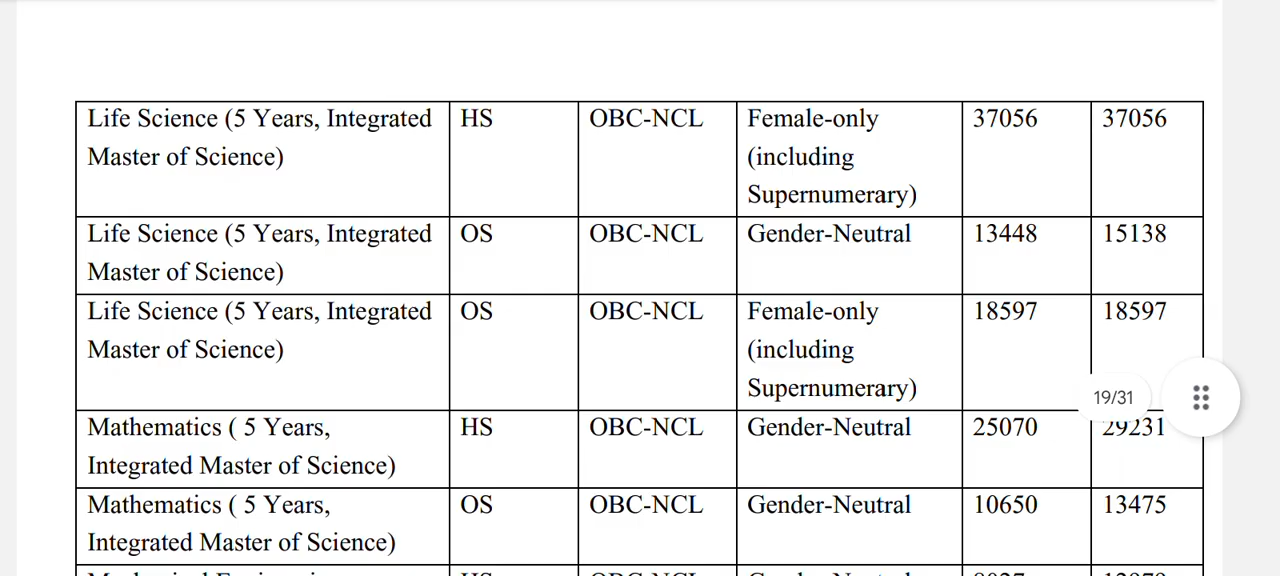 Life Science (5 Years, Integrated HS OBC-NCL Female-only 37056 37056
Master of Science) (including
Supernumerary)
Life Science (5 Years, Integrated OS OBC-NCL Gender-Neutral 13448 15138
Master of Science)
Life Science (5 Years, Integrated OS OBC-NCL Female-only 18597 18597
Master of Science) (including
Supernumerary)
19/31
Mathematics ( 5 Years, HS OBC-NCL Gender-Neutral 25070 29231
Integrated Master of Science)
Mathematics ( 5 Years, OS OBC-NCL Gender-Neutral 10650 13475
Integrated Master of Science)